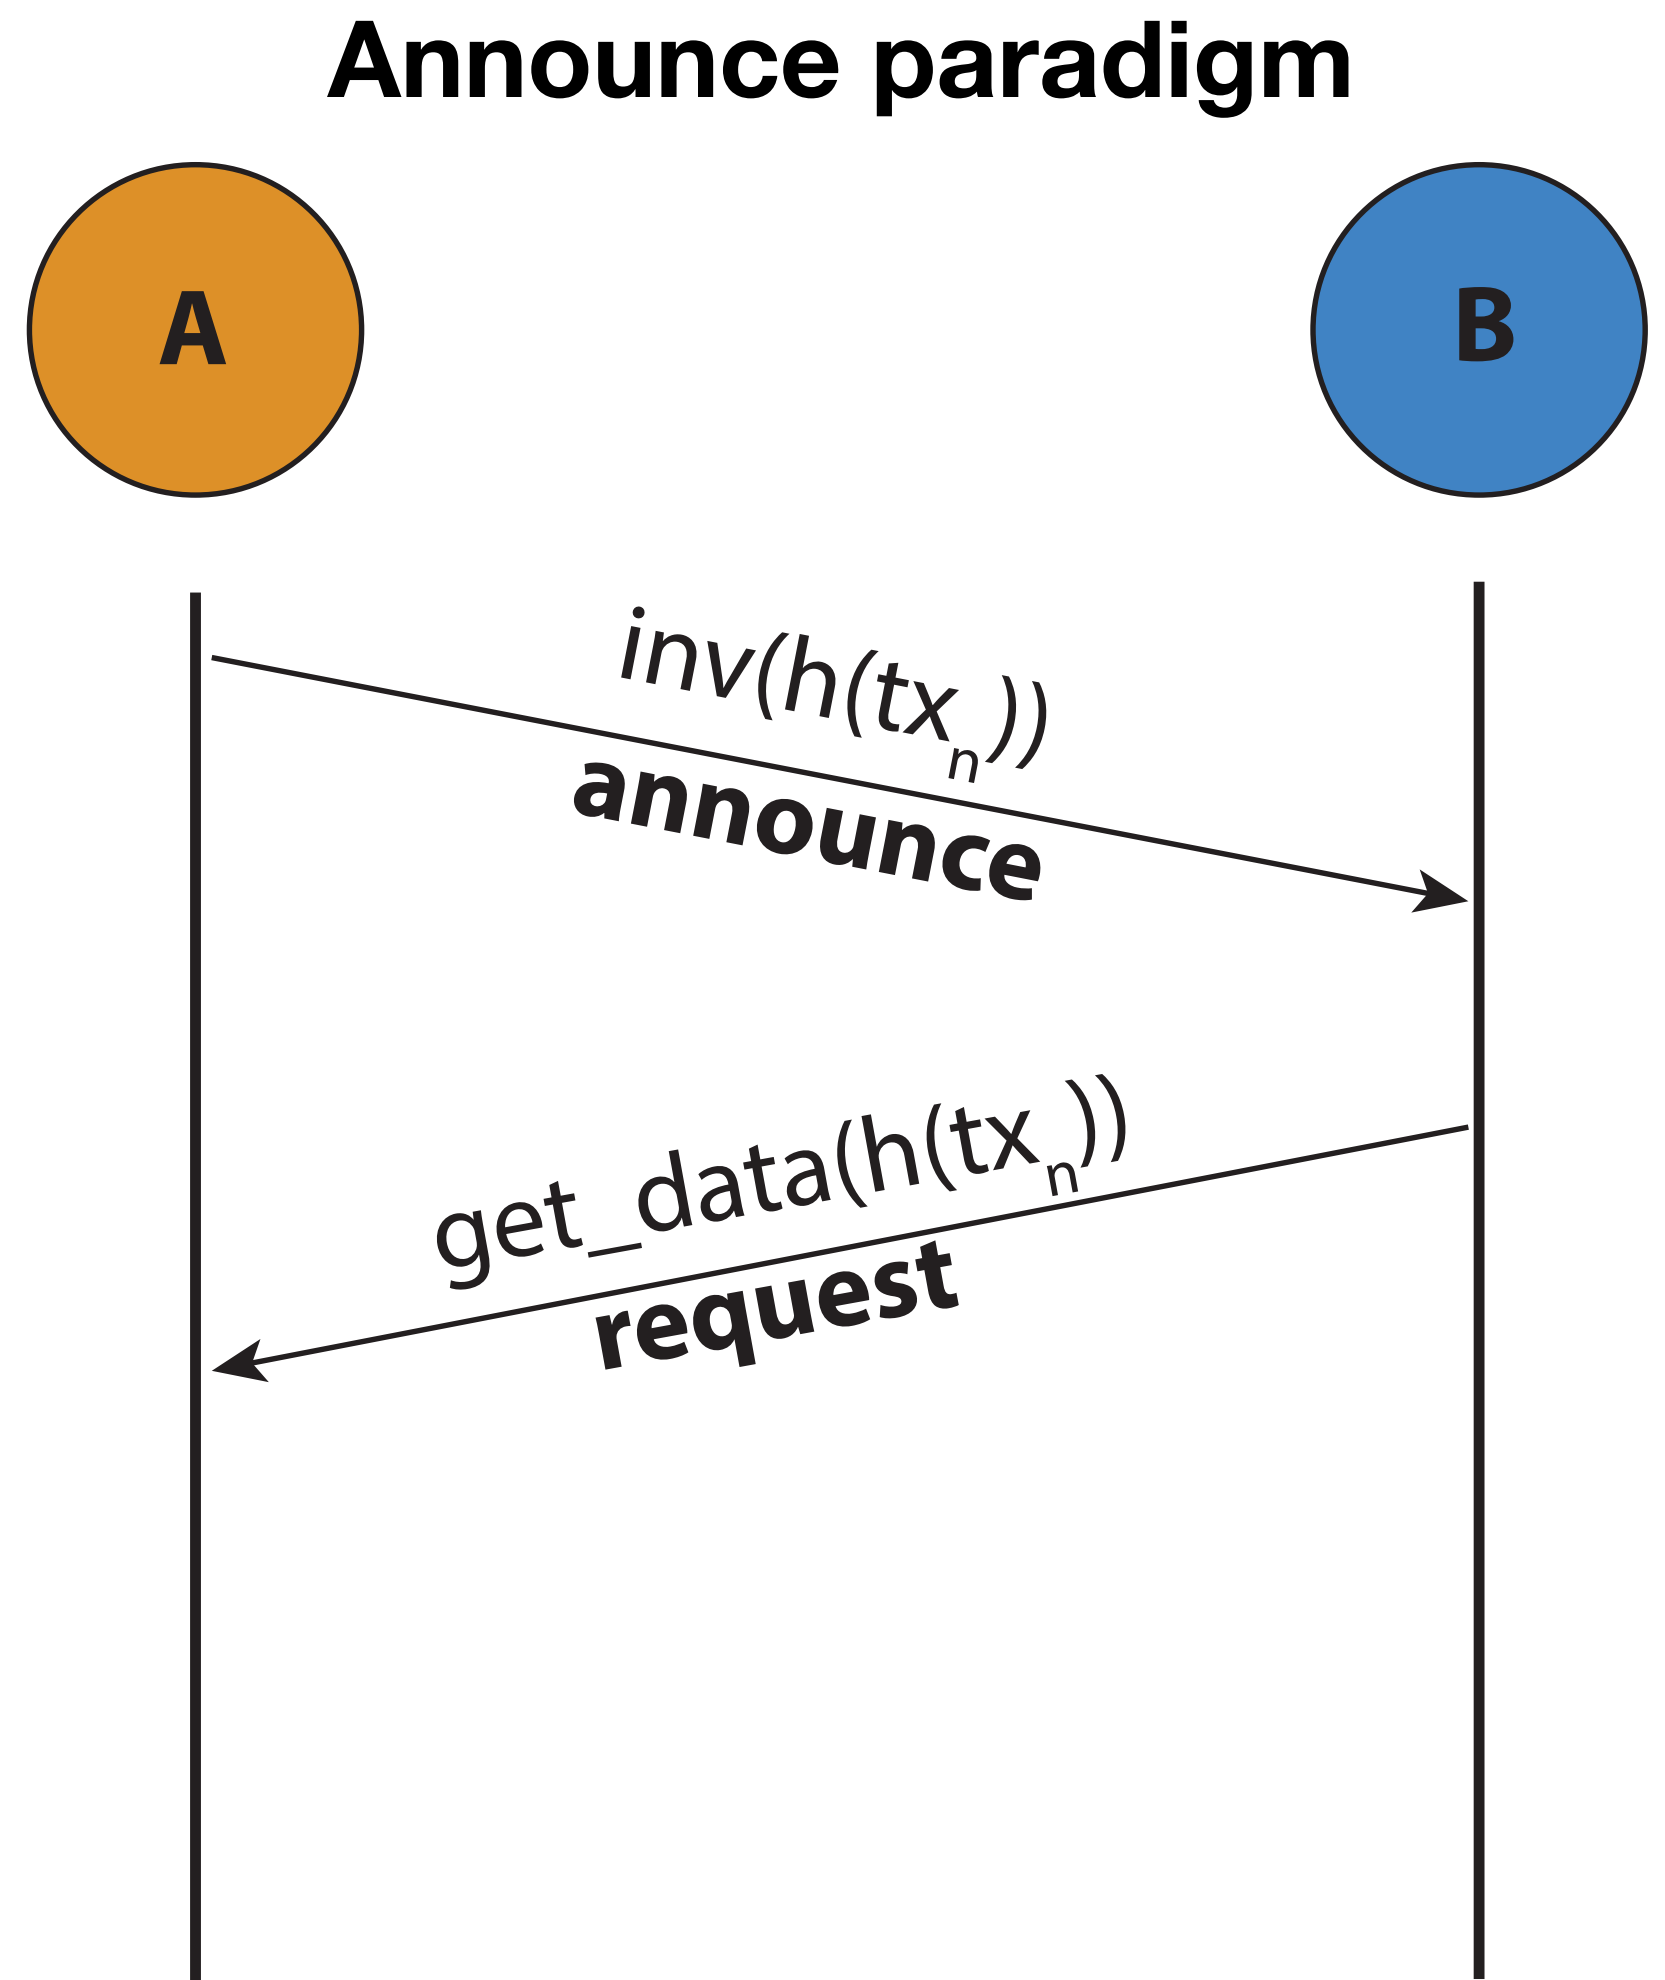 Announce paradigm
A
B
inv(h(txₙ))
announce
get_data(h(txₙ))
request